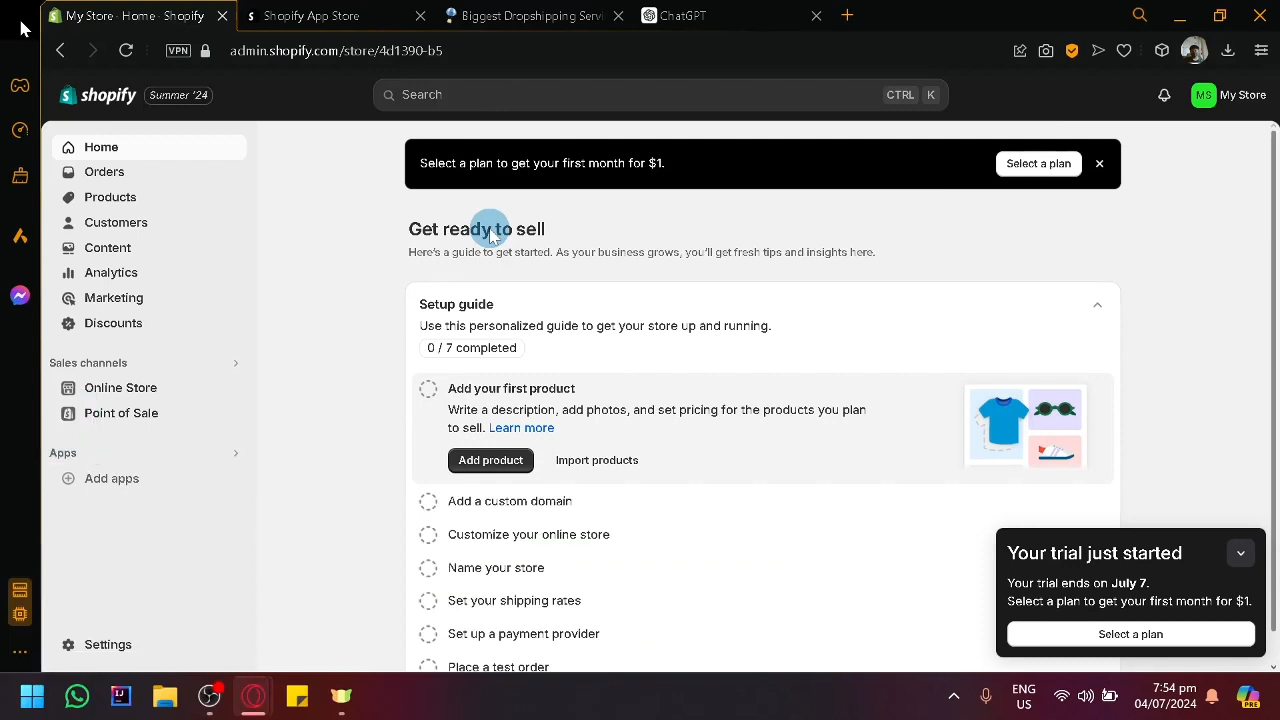 My Store - Home - Shopify
Shopify App Store
Biggest Dropshipping Servi
ChatGPT
VPN
admin.shopify.com/store/4d1390-b5
shopify
Summer '24
Search
CTRL K
MS
My Store
Home
Orders
Products
Customers
Content
Analytics
Marketing
Discounts
Sales channels
Online Store
Point of Sale
Apps
Add apps
Settings
Select a plan to get your first month for $1.
Select a plan
Get ready to sell
Here's a guide to get started. As your business grows, you'll get fresh tips and insights here.
Setup guide
Use this personalized guide to get your store up and running.
0 / 7 completed
Add your first product
Write a description, add photos, and set pricing for the products you plan
to sell. Learn more
Add product
Import products
Add a custom domain
Customize your online store
Name your store
Set your shipping rates
Set up a payment provider
Place a test order
Your trial just started
Your trial ends on July 7.
Select a plan to get your first month for $1.
Select a plan
ENG
US
7:54 pm
04/07/2024
PRE